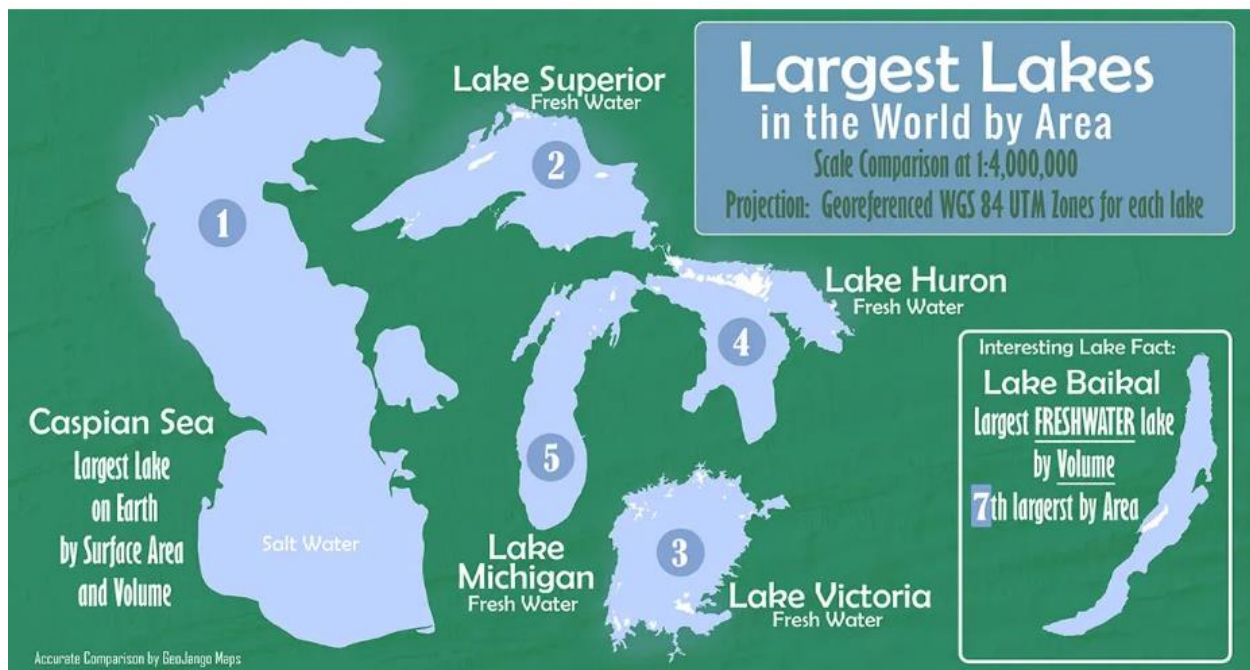 Largest Lakes
in the World by Area
Scale Comparison at 1:4,000,000
Projection: Georeferenced WGS 84 UTM Zones for each lake
Lake Superior
Fresh Water
2
1
Lake Huron
Fresh Water
4
Caspian Sea
Largest Lake
on Earth
by Surface Area
and Volume
Salt Water
5
Lake
Michigan
Fresh Water
3
Lake Victoria
Fresh Water
Interesting Lake Fact:
Lake Baikal
Largest FRESHWATER lake
by Volume
7th largerst by Area
Accurate Comparison by GeoJango Maps